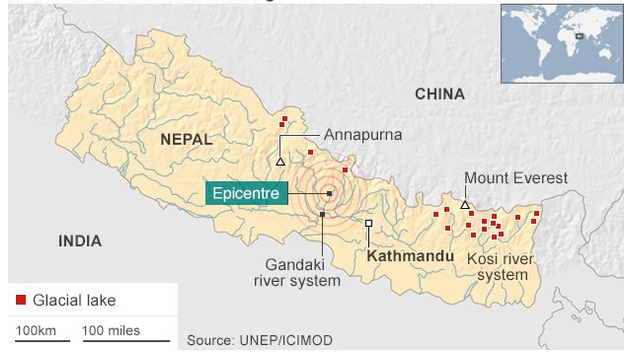 CHINA
Annapurna
NEPAL
Mount Everest
Epicentre
INDIA
Kathmandu
Kosi river
system
Gandaki
river system
Glacial lake
100km
100 miles
Source: UNEP/ICIMOD